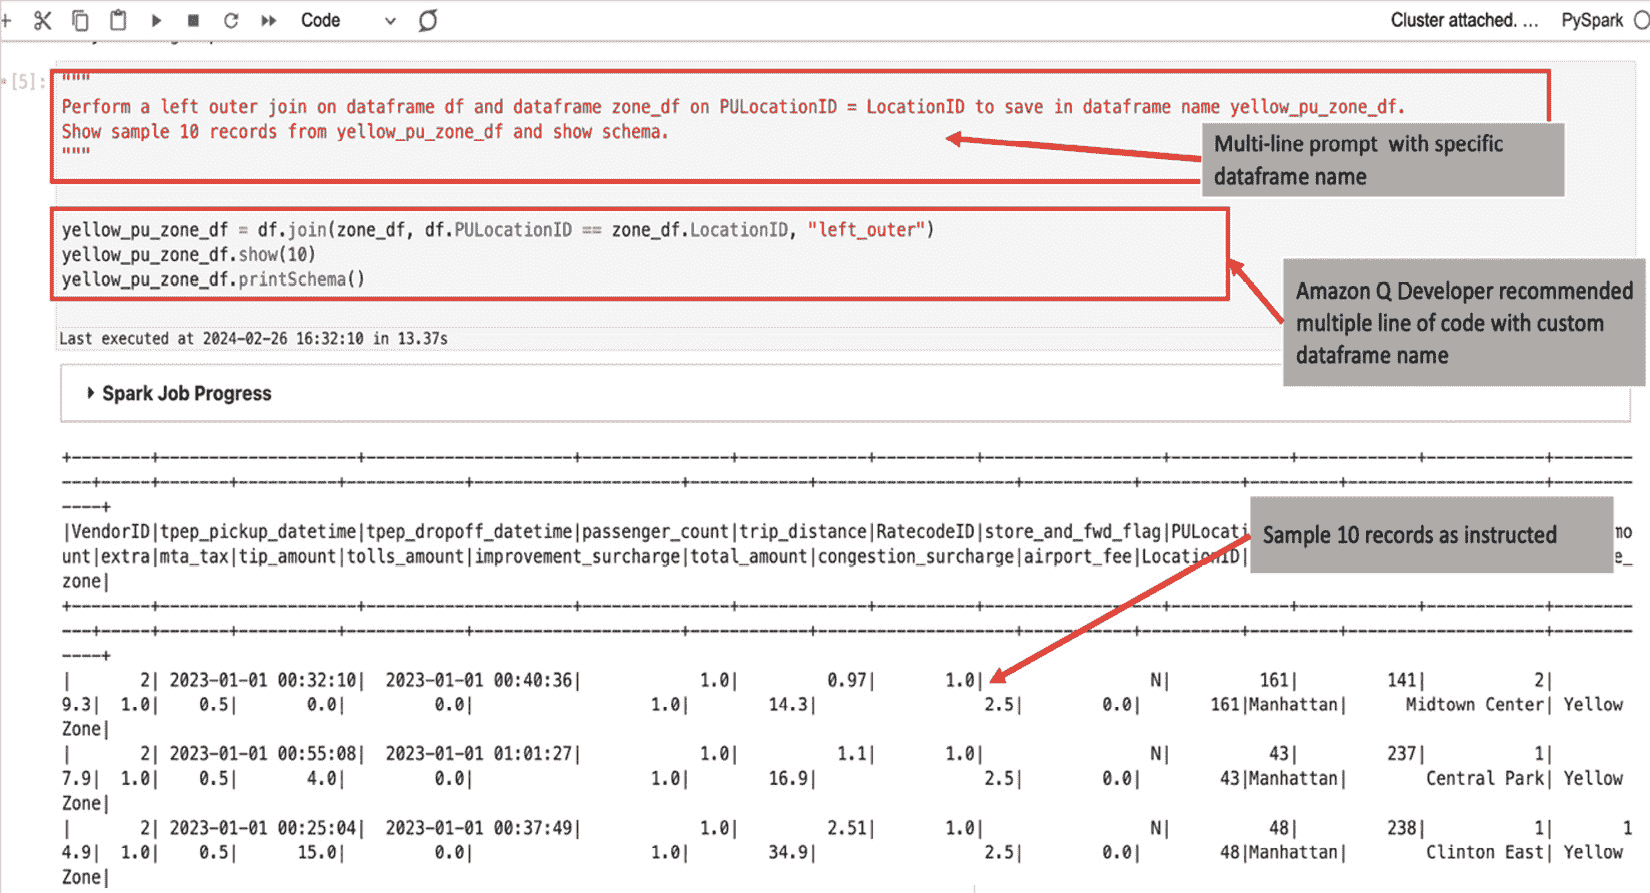 Code
Cluster attached. ...
PySpark
[5]:
"""
Perform a left outer join on dataframe df and dataframe zone_df on PULocationID = LocationID to save in dataframe name yellow_pu_zone_df.
Show sample 10 records from yellow_pu_zone_df and show schema.
"""
Multi-line prompt with specific
dataframe name
yellow_pu_zone_df = df.join(zone_df, df.PULocationID == zone_df.LocationID, "left_outer")
yellow_pu_zone_df.show(10)
yellow_pu_zone_df.printSchema()
Amazon Q Developer recommended
multiple line of code with custom
dataframe name
Last executed at 2024-02-26 16:32:10 in 13.37s
Spark Job Progress
|VendorID|tpep_pickup_datetime|tpep_dropoff_datetime|passenger_count|trip_distance|RatecodeID|store_and_fwd_flag|PULocati mo
unt|extra|mta_tax|tip_amount|tolls_amount|improvement_surcharge|total_amount|congestion_surcharge|airport_fee|LocationID| e_
zone|
Sample 10 records as instructed
| 2| 2023-01-01 00:32:10| 2023-01-01 00:40:36| 1.0| 0.97| 1.0| N| 161| 141| 2|
9.3| 1.0| 0.5| 0.0| 0.0| 1.0| 14.3| 2.5| 0.0| 161|Manhattan| Midtown Center| Yellow
Zone|
| 2| 2023-01-01 00:55:08| 2023-01-01 01:01:27| 1.0| 1.1| 1.0| N| 43| 237| 1|
7.9| 1.0| 0.5| 4.0| 0.0| 1.0| 16.9| 2.5| 0.0| 43|Manhattan| Central Park| Yellow
Zone|
| 2| 2023-01-01 00:25:04| 2023-01-01 00:37:49| 1.0| 2.51| 1.0| N| 48| 238| 1| 1
4.9| 1.0| 0.5| 15.0| 0.0| 1.0| 34.9| 2.5| 0.0| 48|Manhattan| Clinton East| Yellow
Zone|